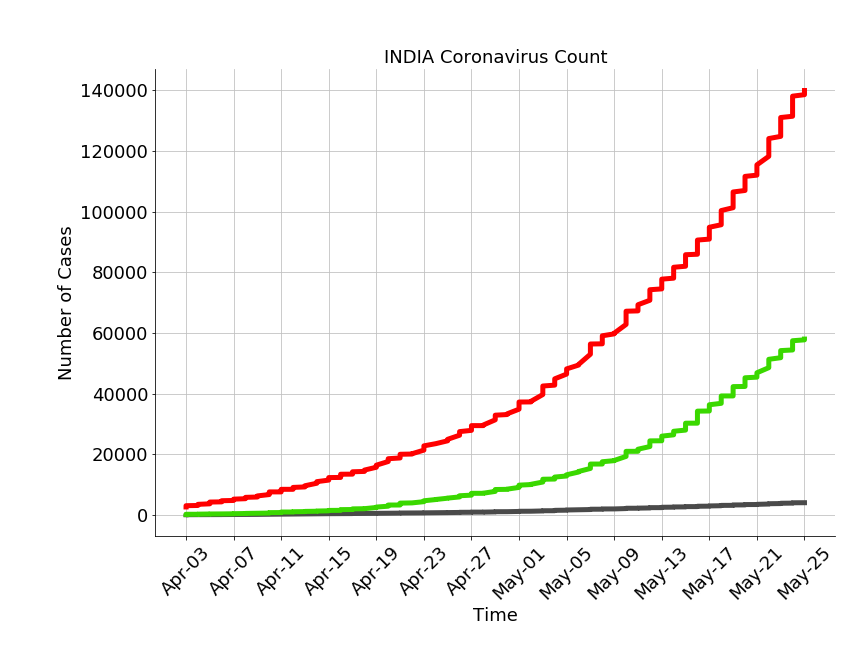 INDIA Coronavirus Count
140000
120000
100000
80000
60000
40000
20000
0
Number of Cases
Apr-03
Apr-07
Apr-11
Apr-15
Apr-19
Apr-23
Apr-27
May-01
May-05
May-09
May-13
May-17
May-21
May-25
Time